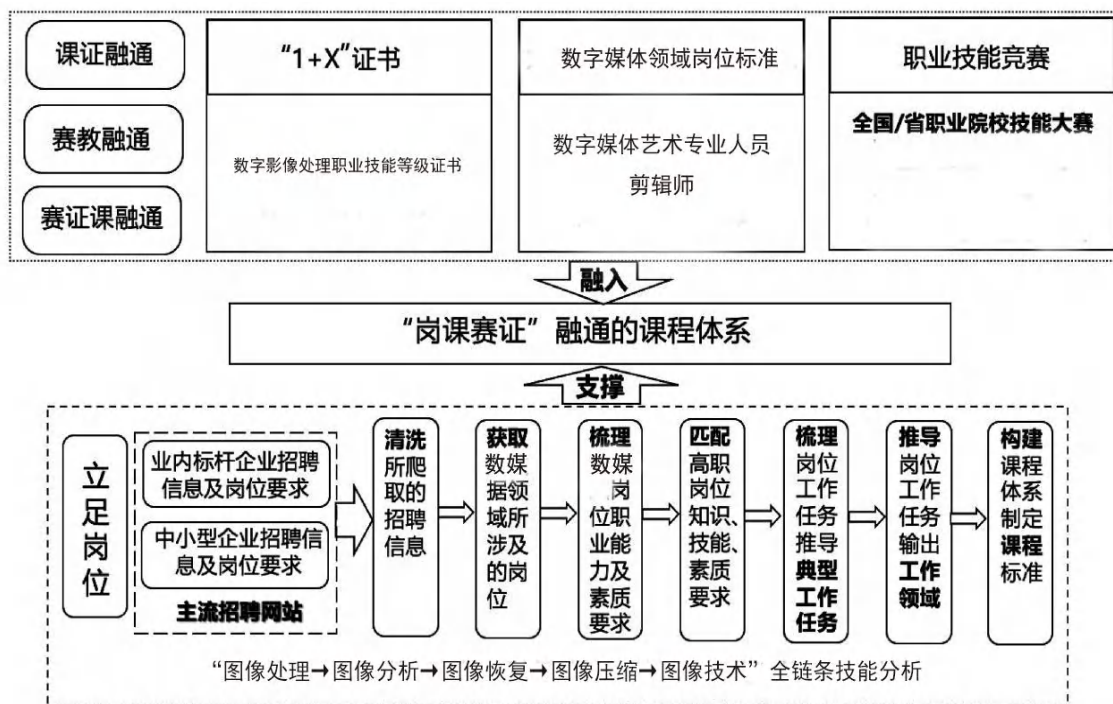 课证融通
赛教融通
赛证课融通
“1+X”证书
数字影像处理职业技能等级证书
数字媒体领域岗位标准
数字媒体艺术专业人员
剪辑师
职业技能竞赛
全国/省职业院校技能大赛
融入
“岗课赛证”融通的课程体系
支撑
立足岗位
业内标杆企业招聘
信息及岗位要求
中小型企业招聘信
息及岗位要求
主流招聘网站
清洗
所爬
取的
招聘
信息
获取
数媒
据领
域所
涉及
的岗
位
梳理
数媒
岗
位职
业能
力及
素质
要求
匹配
高职
岗位
知识、
技能、
素质
要求
梳理
岗位
工作
任务
推导
典型
工作
任务
推导
岗位
工作
任务
输出
工作
领域
构建
课程
体系
制定
课程
标准
“图像处理→图像分析→图像恢复→图像压缩→图像技术”全链条技能分析